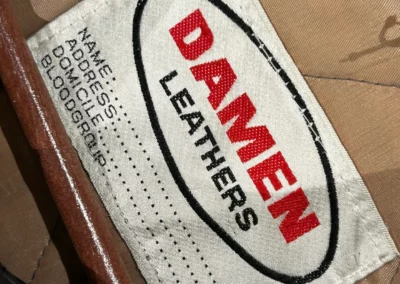 DAMEN
LEATHERS
NAME:
ADDRESS:
DOMICILE:
BLOODGROUP